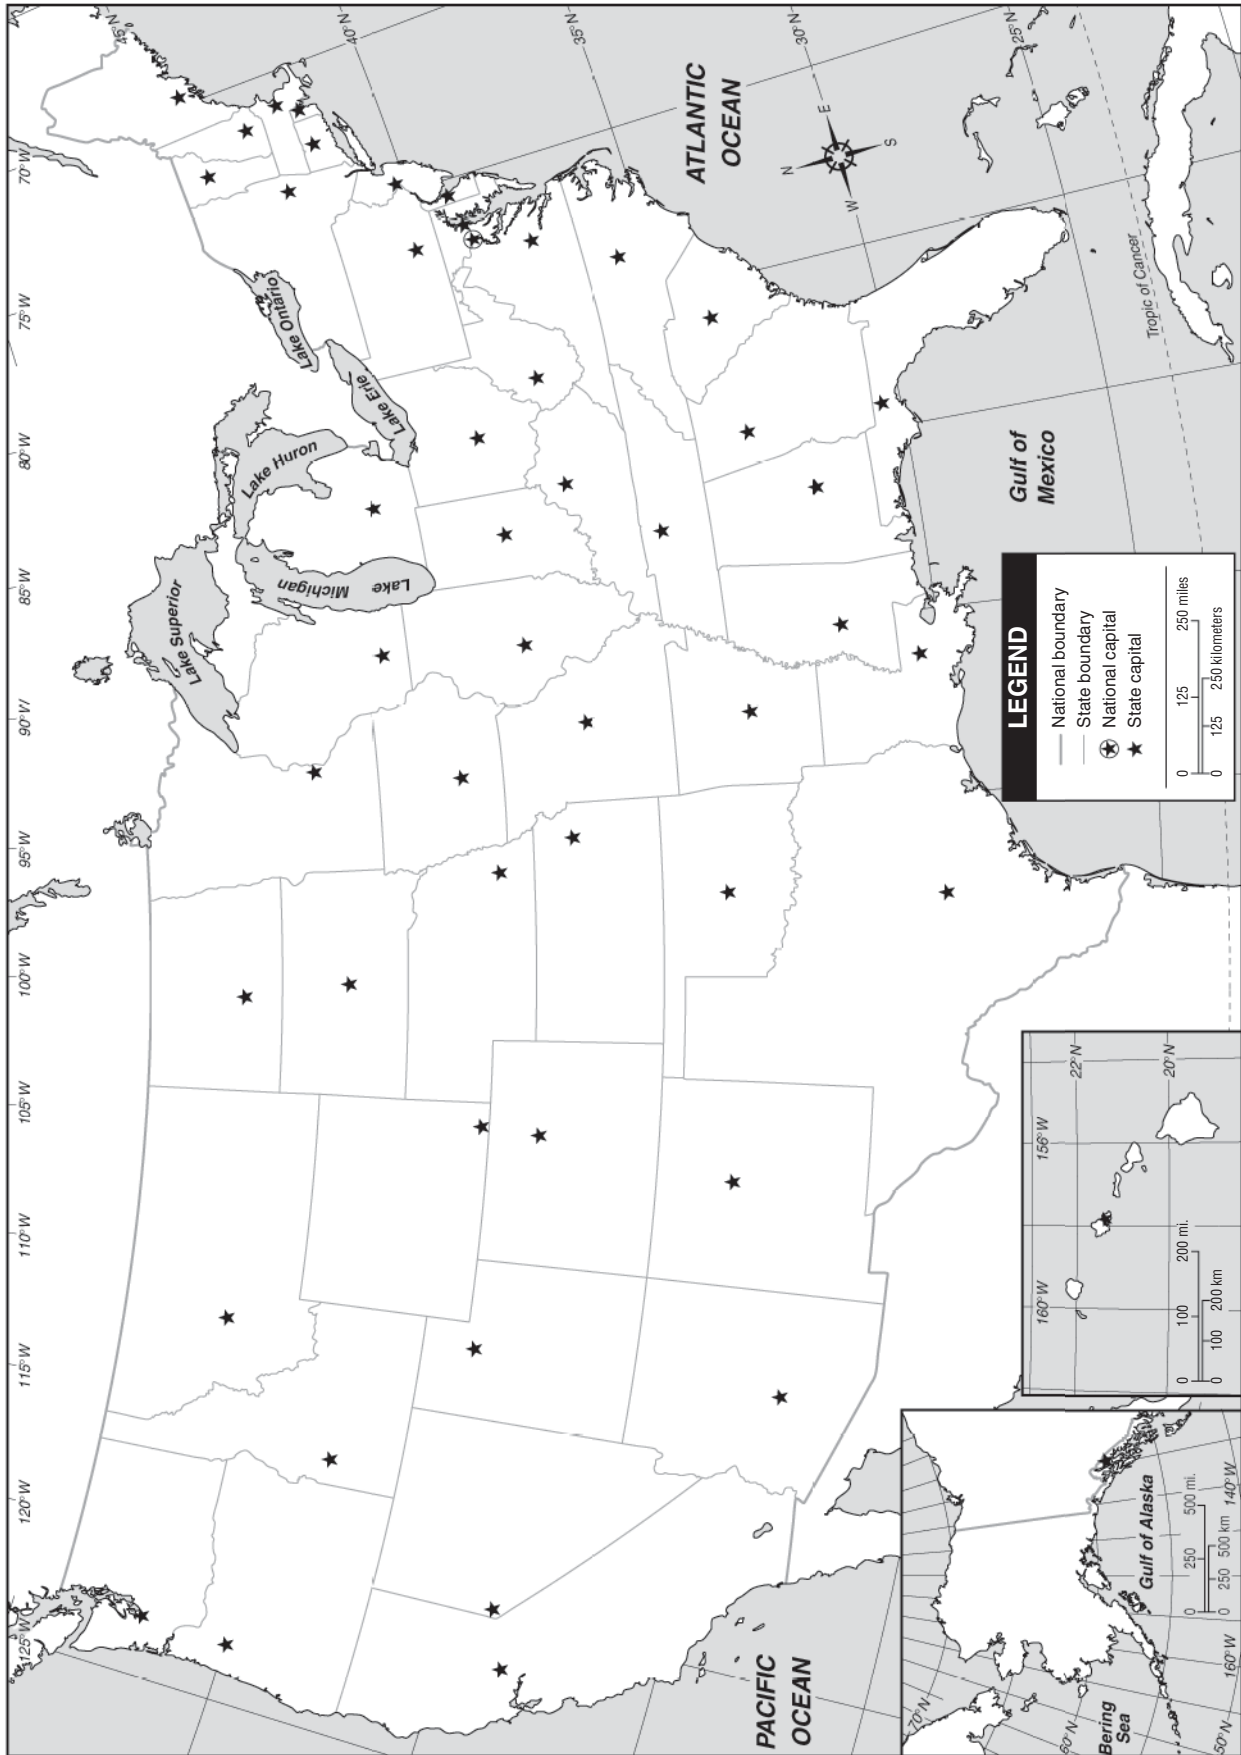 125°W
120°W
115°W
110°W
105°W
100°W
95°W
90°W
85°W
80°W
75°W
70°W
45°N
40°N
35°N
30°N
25°N
Lake Superior
Lake
Michigan
Lake Huron
Lake Erie
Lake Ontario
ATLANTIC
OCEAN
N
E
S
W
Tropic of Cancer
Gulf of
Mexico
PACIFIC
OCEAN
LEGEND
National boundary
State boundary
National capital
State capital
0 125 250 miles
0 125 250 kilometers
160°W
156°W
22°N
20°N
0 100 200 mi.
0 100 200 km
70°N
60°N
50°N
Bering
Sea
Gulf of Alaska
160°W
140°W
0 250 500 mi.
0 250 500 km